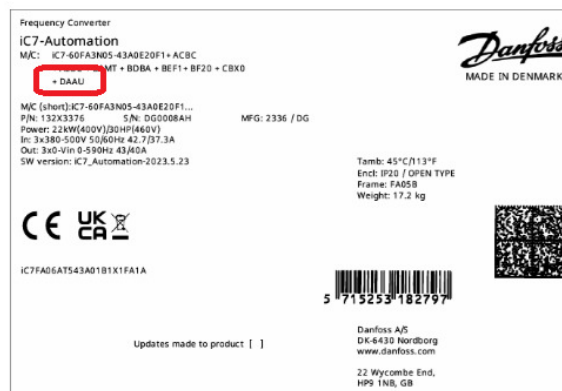 Frequency Converter
iC7-Automation
M/C: iC7-60FA3N05-43A0E20F1+ ACBC
+ BDBA + BEF1+ BF20 + CBX0
+ DAAU
M/C (short):iC7-60FA3N05-43A0E20F1...
P/N: 132X3376 S/N: DG0008AH MFG: 2336 / DG
Power: 22kW(400V)/30HP(460V)
In: 3x380-500V 50/60Hz 42.7/37.3A
Out: 3x0-Vin 0-590Hz 43/40A
SW version: iC7_Automation-2023.5.23
Danfoss
MADE IN DENMARK
Tamb: 45°C/113°F
Encl: IP20 / OPEN TYPE
Frame: FA05B
Weight: 17.2 kg
CE UK
CA
iC7FA06AT543A01B1X1FA1A
5 715253 182797
Updates made to product [ ]
Danfoss A/S
DK-6430 Nordborg
www.danfoss.com
22 Wycombe End,
HP9 1NB, GB